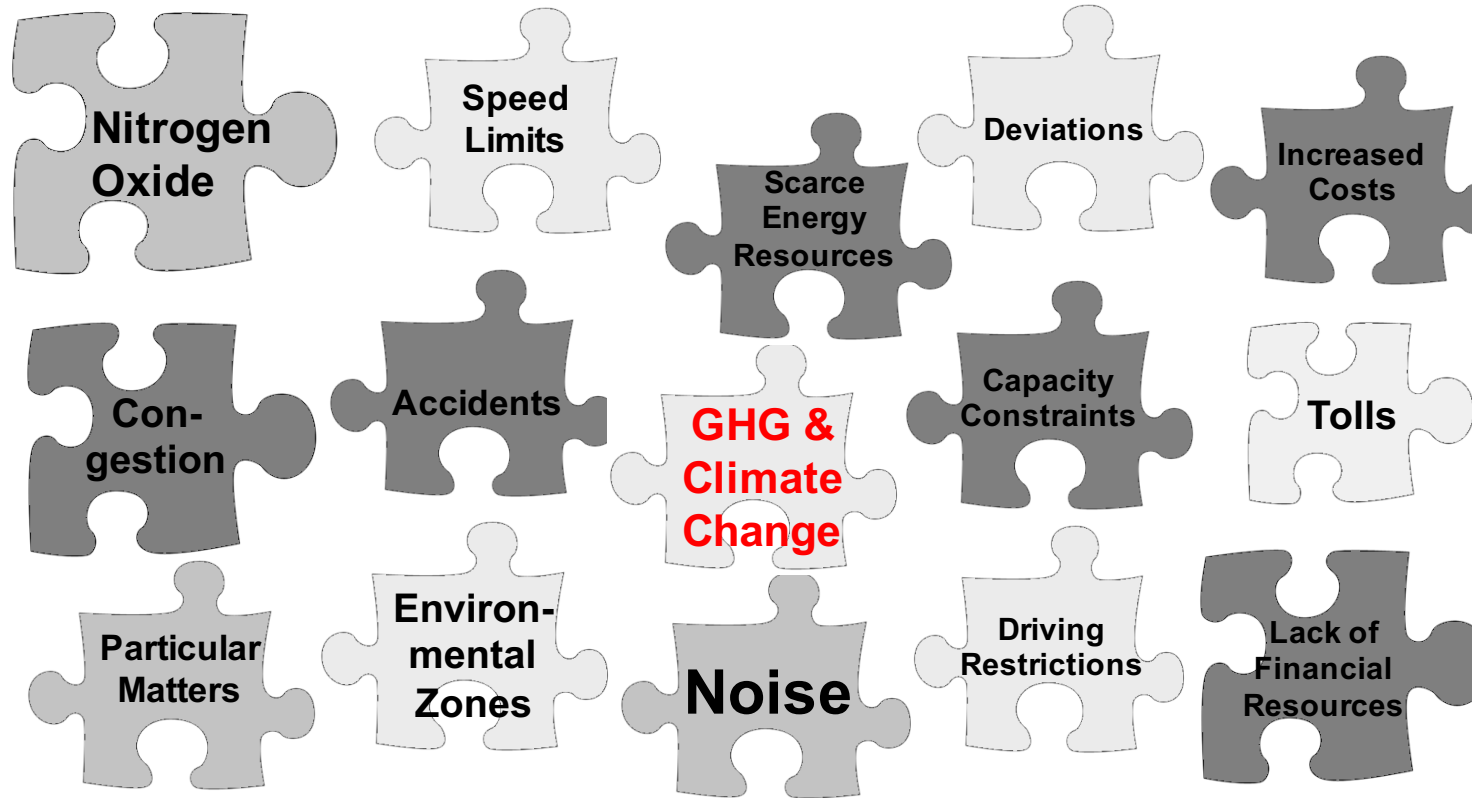 Nitrogen
Oxide
Speed
Limits
Scarce
Energy
Resources
Deviations
Increased
Costs
Con-
gestion
Accidents
GHG &
Climate
Change
Capacity
Constraints
Tolls
Particular
Matters
Environ-
mental
Zones
Noise
Driving
Restrictions
Lack of
Financial
Resources